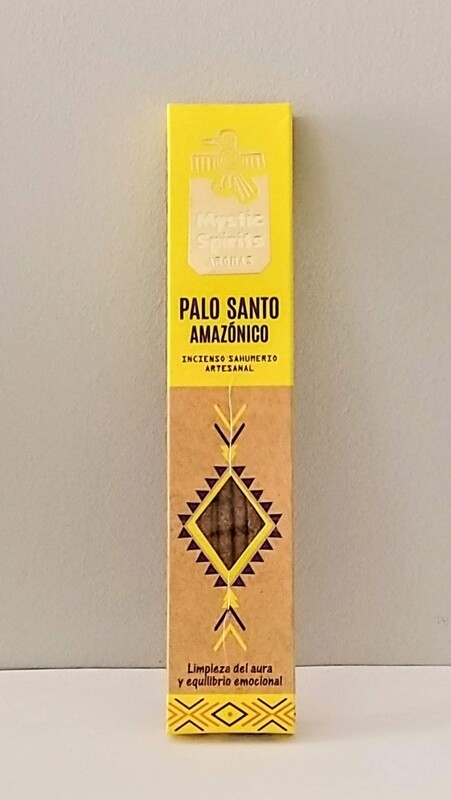 Mystic
Spirits
AROMAS
PALO SANTO
AMAZÓNICO
INCIENSO SAHUMERIO
ARTESANAL
Limpieza del aura
y equilibrio emocional